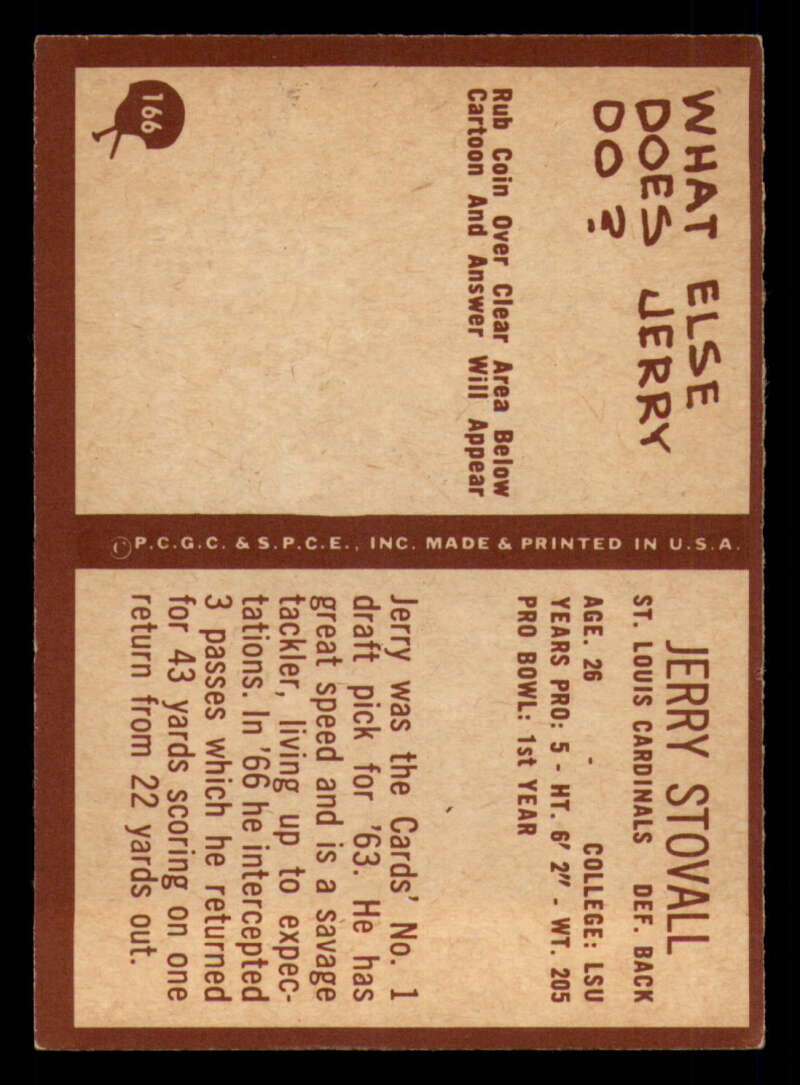 WHAT ELSE
DOES JERRY
DO?
Rub Coin Over Clear Area Below
Cartoon And Answer Will Appear
166
© P.C.G.C. & S.P.C.E., INC. MADE & PRINTED IN U.S.A.
JERRY STOVALL
ST. LOUIS CARDINALS DEF. BACK
AGE. 26 - COLLEGE: LSU
YEARS PRO: 5 - HT. 6' 2" - WT. 205
PRO BOWL: 1st YEAR
Jerry was the Cards' No. 1
draft pick for '63. He has
great speed and is a savage
tackler, living up to expec-
tations. In '66 he intercepted
3 passes which he returned
for 43 yards scoring on one
return from 22 yards out.